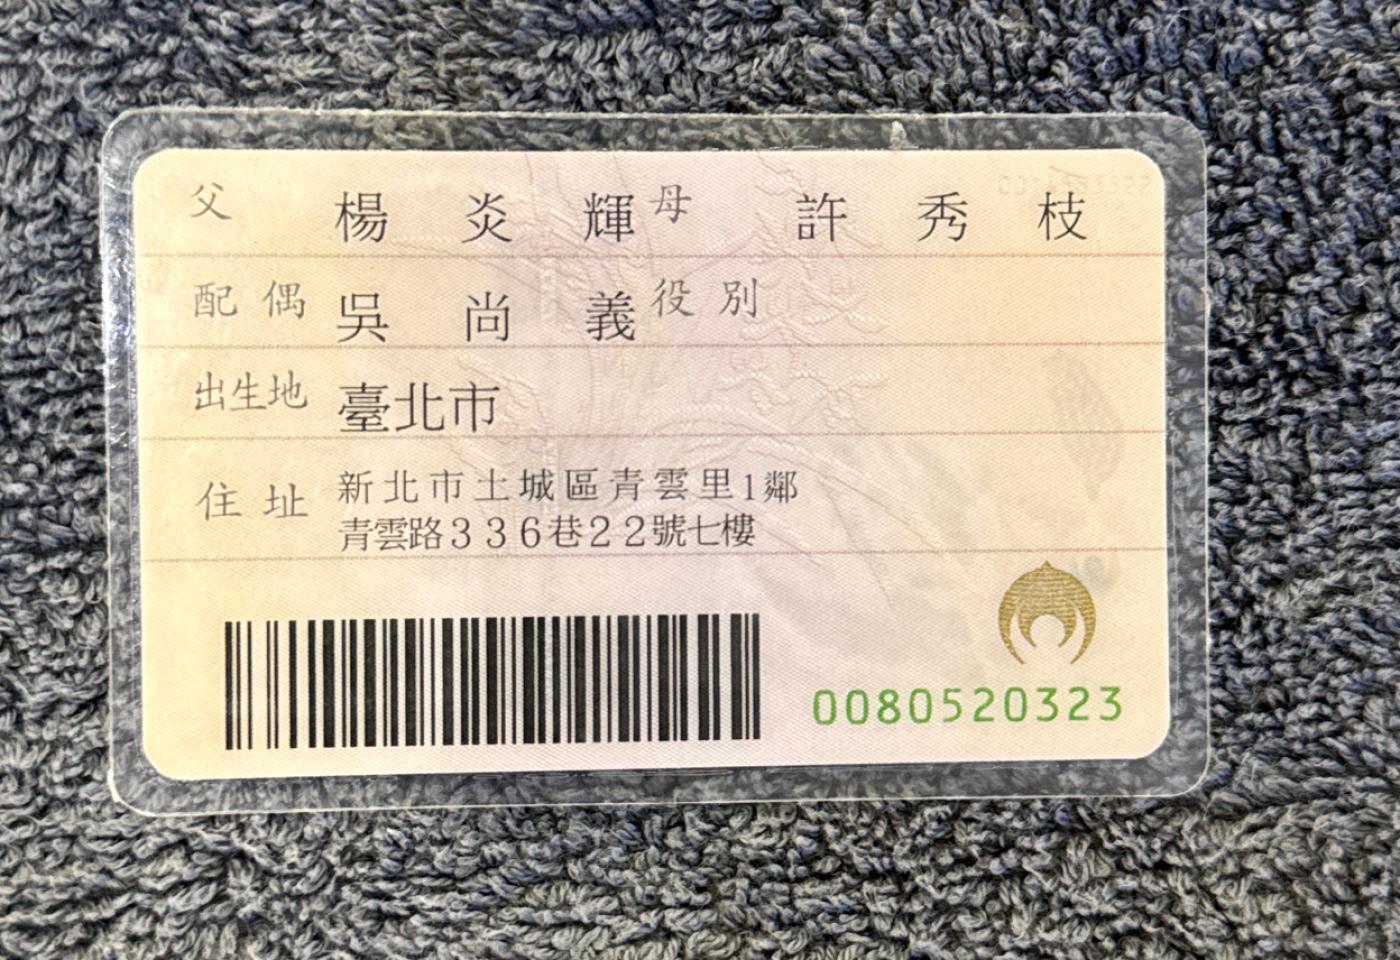 父 楊炎輝 母 許秀枝
配偶 吳尚義 役別
出生地 臺北市
住址 新北市土城區青雲里1鄰
青雲路336巷22號七樓
0080520323